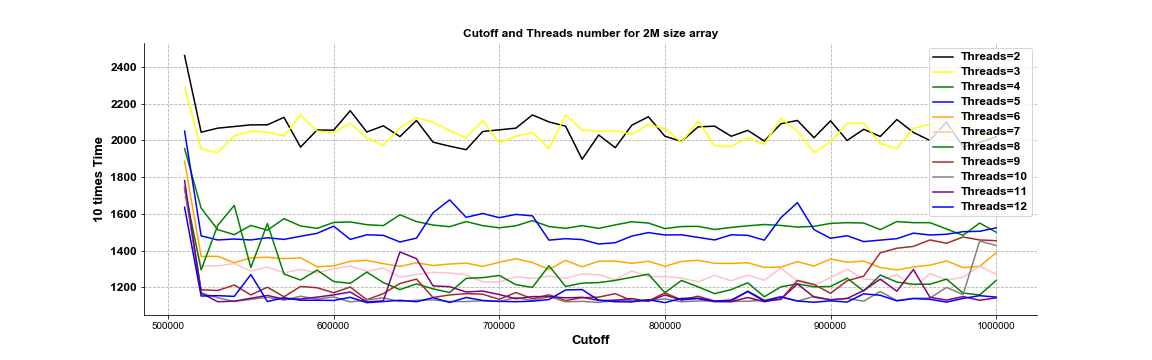 Cutoff and Threads number for 2M size array
10 times Time
2400
2200
2000
1800
1600
1400
1200
500000 600000 700000 800000 900000 1000000
Cutoff
Threads=2
Threads=3
Threads=4
Threads=5
Threads=6
Threads=7
Threads=8
Threads=9
Threads=10
Threads=11
Threads=12